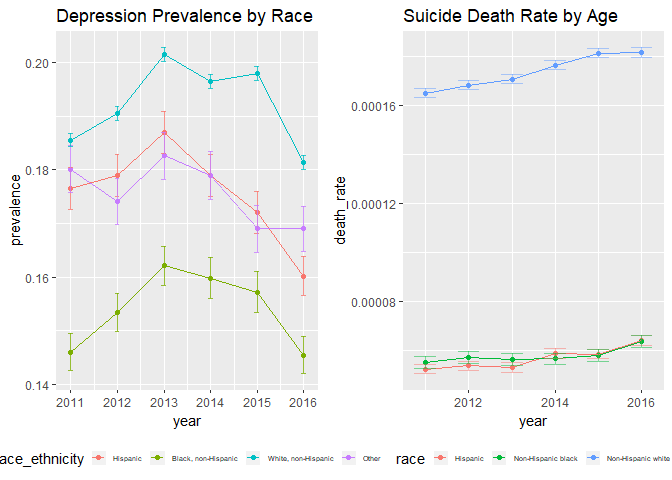 Depression Prevalence by Race
Suicide Death Rate by Age
0.20
0.18
0.16
0.14
prevalence
2011 2012 2013 2014 2015 2016
year
0.00016
0.00012
0.00008
death_rate
2012 2014 2016
year
ace_ethnicity Hispanic Black, non-Hispanic White, non-Hispanic Other
race Hispanic Non-Hispanic black Non-Hispanic white